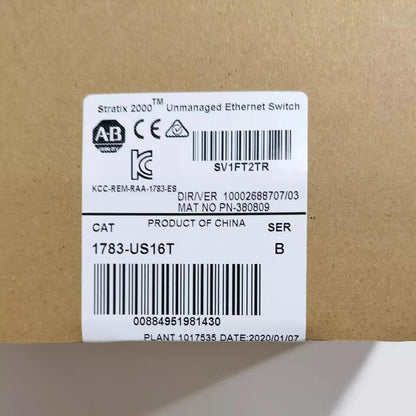 Stratix 2000™ Unmanaged Ethernet Switch
AB
CE
SV1FT2TR
KCC-REM-RAA-1783-ES
DIR/VER 10002688707/03
MAT NO PN-380809
PRODUCT OF CHINA
CAT SER
1783-US16T B
00884951981430
PLANT 1017535 DATE:2020/01/07